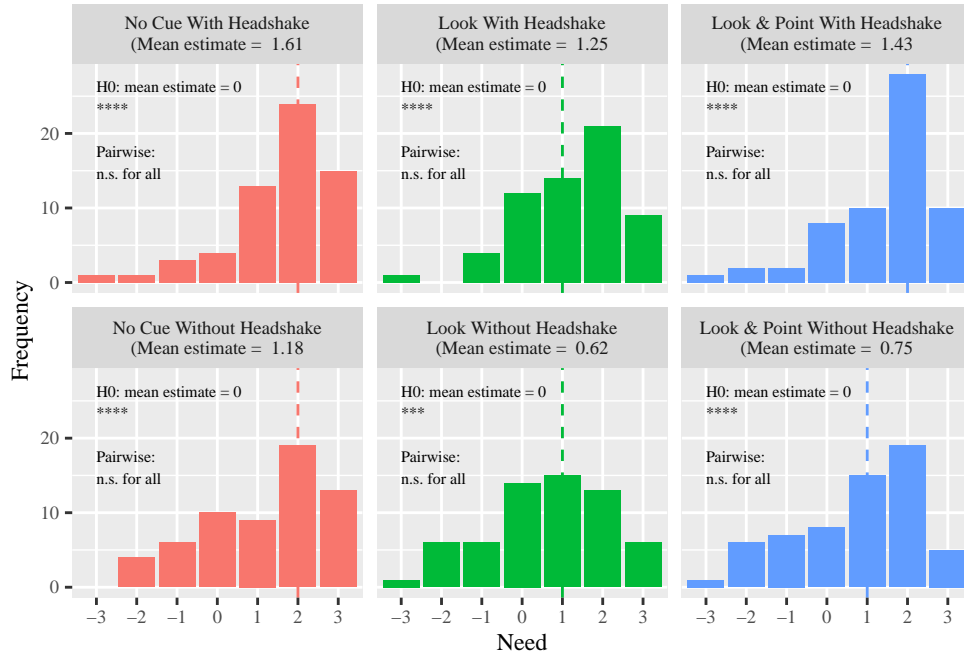 No Cue With Headshake
(Mean estimate =  1.61
Look With Headshake
(Mean estimate =  1.25
Look & Point With Headshake
(Mean estimate =  1.43
H0: mean estimate = 0
****
Pairwise:
n.s. for all
H0: mean estimate = 0
****
Pairwise:
n.s. for all
H0: mean estimate = 0
****
Pairwise:
n.s. for all
20
10
0
No Cue Without Headshake
(Mean estimate =  1.18
Look Without Headshake
(Mean estimate =  0.62
Look & Point Without Headshake
(Mean estimate =  0.75
H0: mean estimate = 0
****
Pairwise:
n.s. for all
H0: mean estimate = 0
***
Pairwise:
n.s. for all
H0: mean estimate = 0
****
Pairwise:
n.s. for all
20
10
0
Frequency
−3 −2 −1 0 1 2 3
−3 −2 −1 0 1 2 3
−3 −2 −1 0 1 2 3
Need